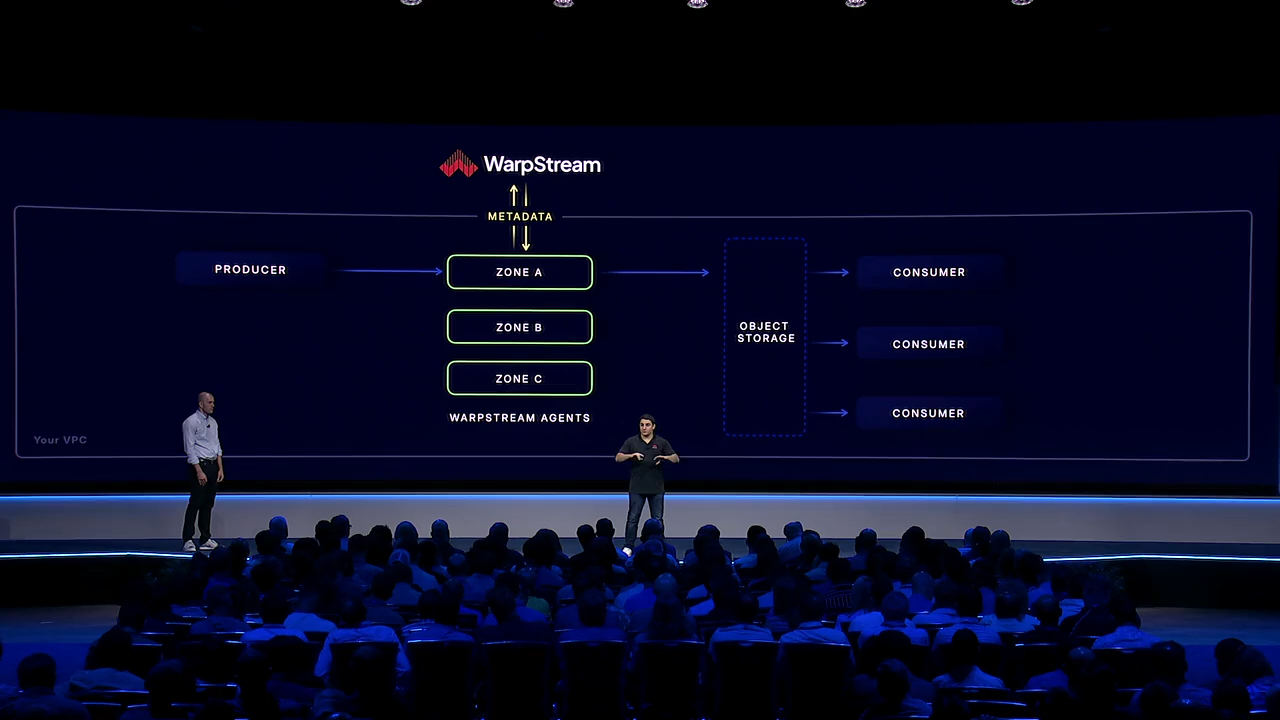 WarpStream
METADATA
PRODUCER
ZONE A
CONSUMER
ZONE B
OBJECT
STORAGE
CONSUMER
ZONE C
CONSUMER
WARPSTREAM AGENTS
Your VPC